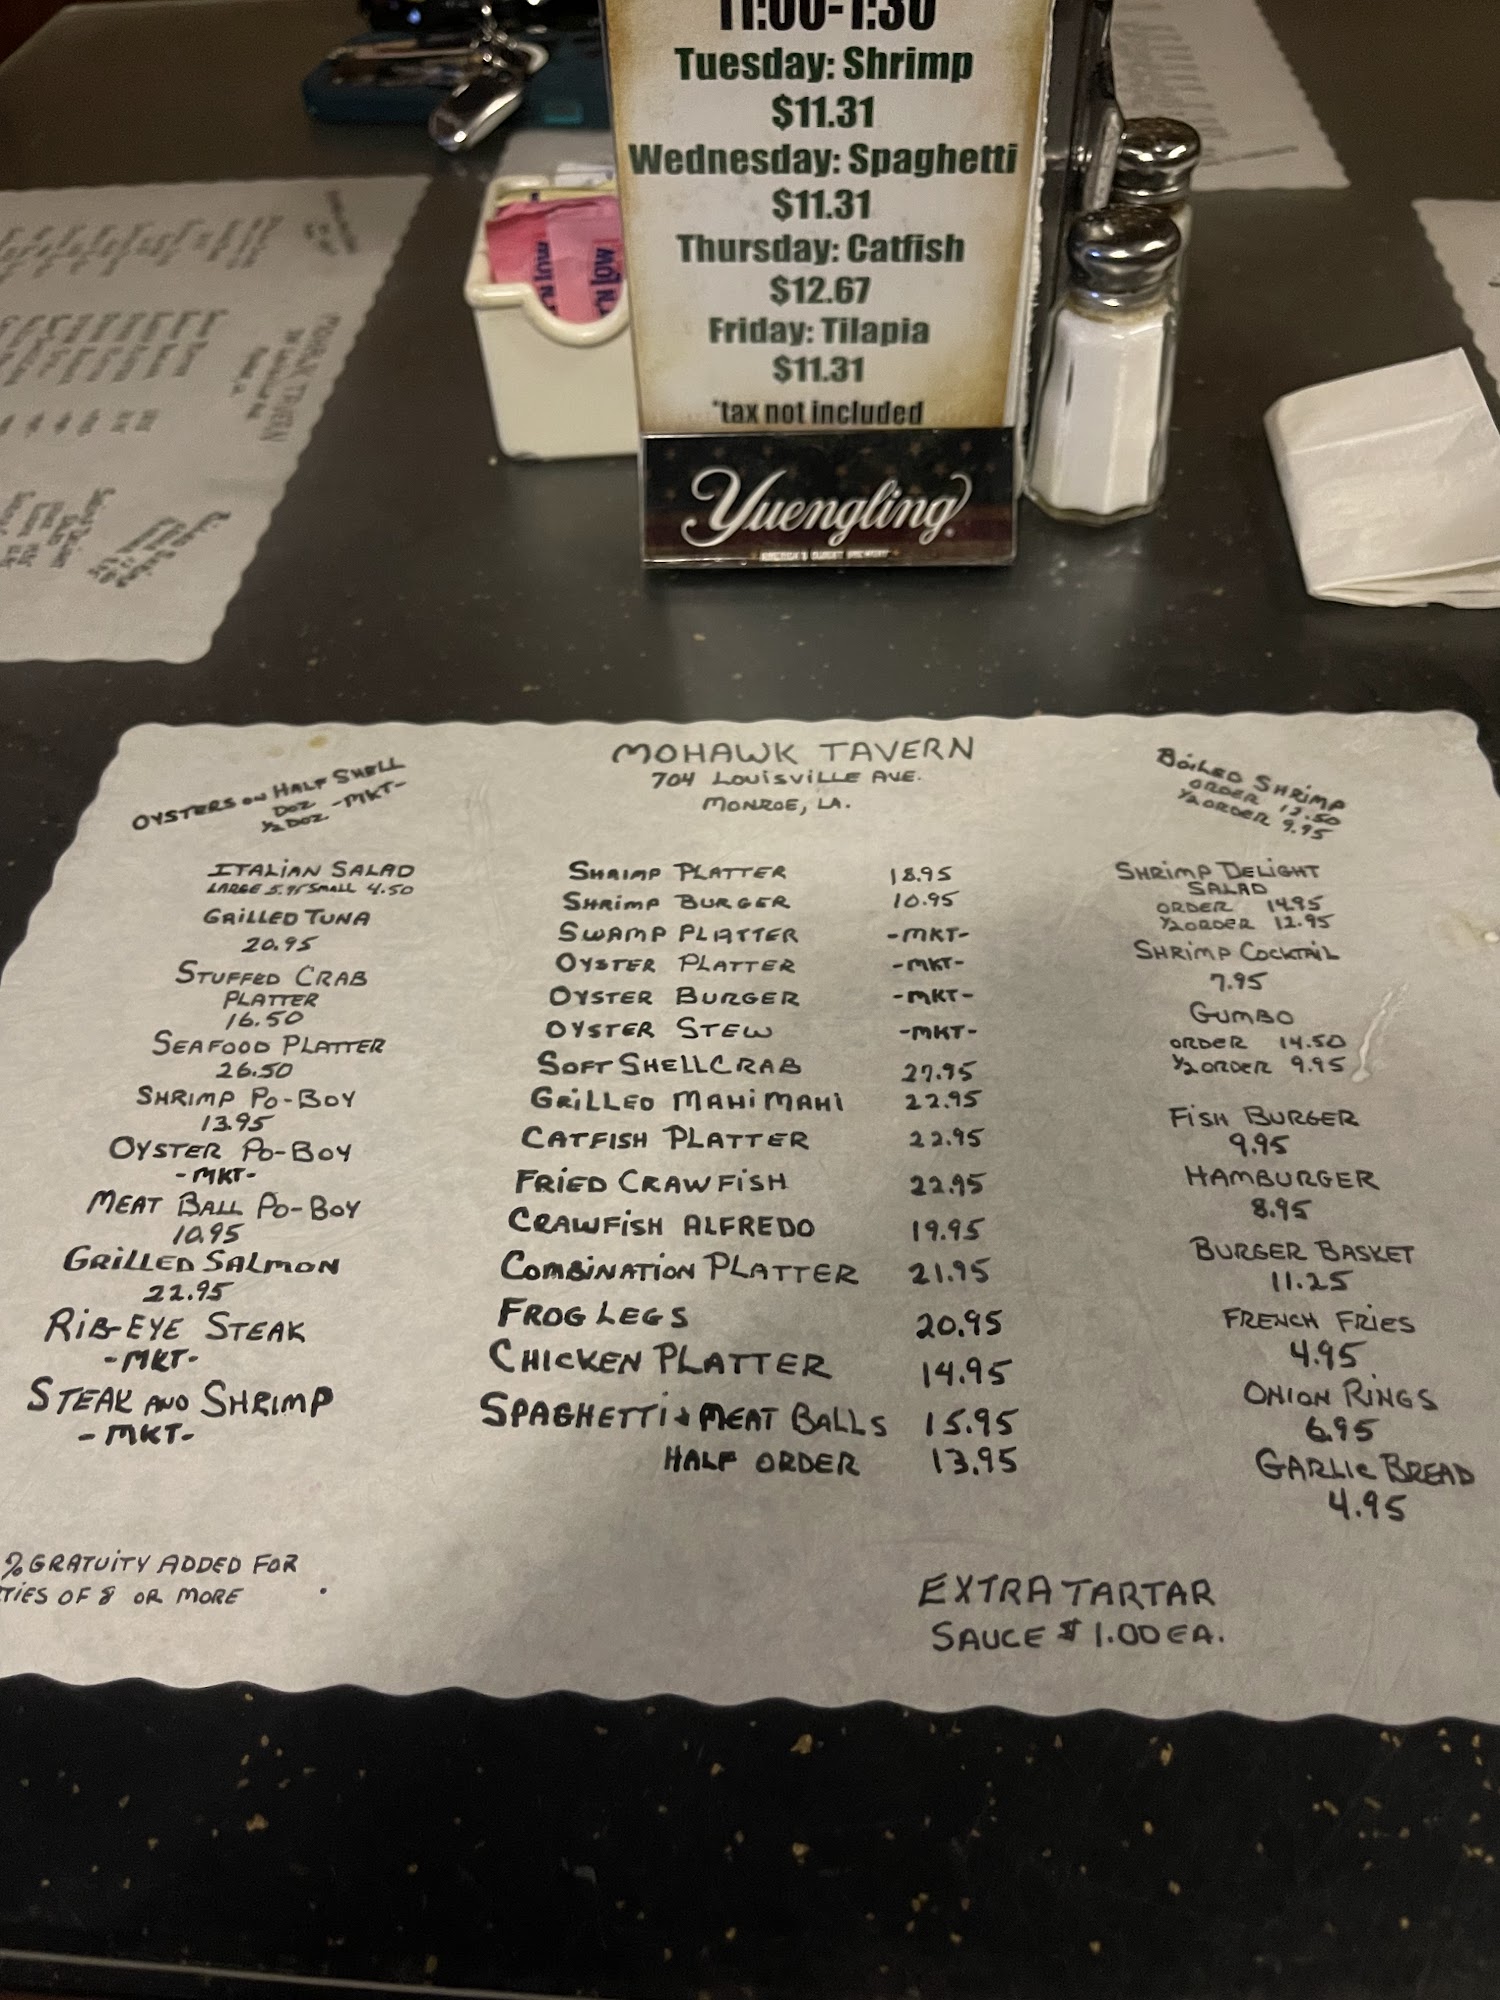 11:00-1:30
Tuesday: Shrimp
$11.31
Wednesday: Spaghetti
$11.31
Thursday: Catfish
$12.67
Friday: Tilapia
$11.31
*tax not included
Yuengling
AMERICA'S OLDEST BREWERY
MOHAWK TAVERN
704 LOUISVILLE AVE.
MONROE, LA.
OYSTERS ON HALF SHELL
DOZ
½ DOZ -MKT-
ITALIAN SALAD
LARGE 5.95 SMALL 4.50
GRILLED TUNA
20.95
STUFFED CRAB
PLATTER
16.50
SEAFOOD PLATTER
26.50
SHRIMP PO-BOY
13.95
OYSTER PO-BOY
-MKT-
MEAT BALL PO-BOY
10.95
GRILLED SALMON
22.95
RIB-EYE STEAK
-MKT-
STEAK AND SHRIMP
-MKT-
% GRATUITY ADDED FOR
TIES OF 8 OR MORE
SHRIMP PLATTER 18.95
SHRIMP BURGER 10.95
SWAMP PLATTER -MKT-
OYSTER PLATTER -MKT-
OYSTER BURGER -MKT-
OYSTER STEW -MKT-
SOFT SHELL CRAB 27.95
GRILLED MAHI MAHI 22.95
CATFISH PLATTER 22.95
FRIED CRAWFISH 22.95
CRAWFISH ALFREDO 19.95
COMBINATION PLATTER 21.95
FROG LEGS 20.95
CHICKEN PLATTER 14.95
SPAGHETTI & MEAT BALLS 15.95
HALF ORDER 13.95
BOILED SHRIMP
ORDER 17.50
½ ORDER 9.95
SHRIMP DELIGHT
SALAD
ORDER 14.95
½ ORDER 12.95
SHRIMP COCKTAIL
7.95
GUMBO
ORDER 14.50
½ ORDER 9.95
FISH BURGER
9.95
HAMBURGER
8.95
BURGER BASKET
11.25
FRENCH FRIES
4.95
ONION RINGS
6.95
GARLIC BREAD
4.95
EXTRA TARTAR
SAUCE $1.00 EA.